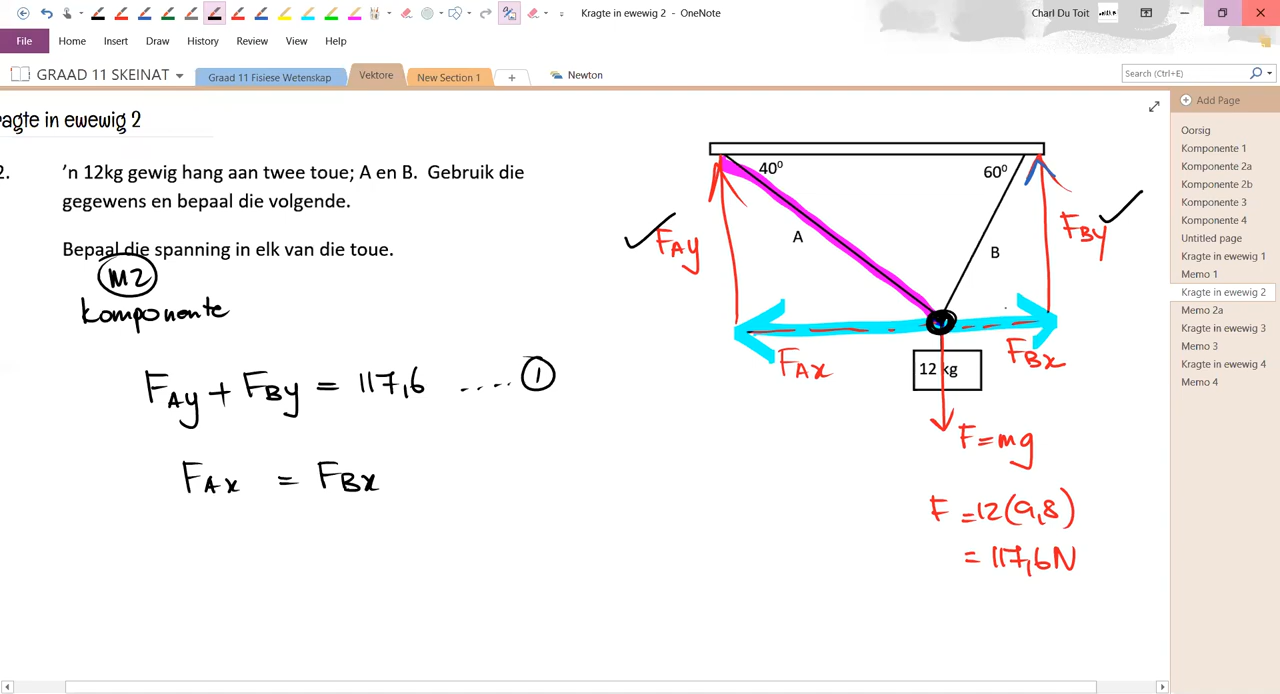 Kragte in ewewig 2 - OneNote
Charl Du Toit
File Home Insert Draw History Review View Help
GRAAD 11 SKEINAT
Graad 11 Fisiese Wetenskap
Vektore
New Section 1
+
Newton
Search (Ctrl+E)
ragte in ewewig 2
2.
'n 12kg gewig hang aan twee toue; A en B. Gebruik die
gegewens en bepaal die volgende.
Bepaal die spanning in elk van die toue.
M2
komponente
FAy + FBy = 117,6 ..... ①
FAx = FBx
40⁰
60⁰
A
B
FAy
FBy
FAx
FBx
12 kg
F = mg
F = 12(9,8)
= 117,6N
Add Page
Oorsig
Komponente 1
Komponente 2a
Komponente 2b
Komponente 3
Komponente 4
Untitled page
Kragte in ewewig 1
Memo 1
Kragte in ewewig 2
Memo 2a
Kragte in ewewig 3
Memo 3
Kragte in ewewig 4
Memo 4